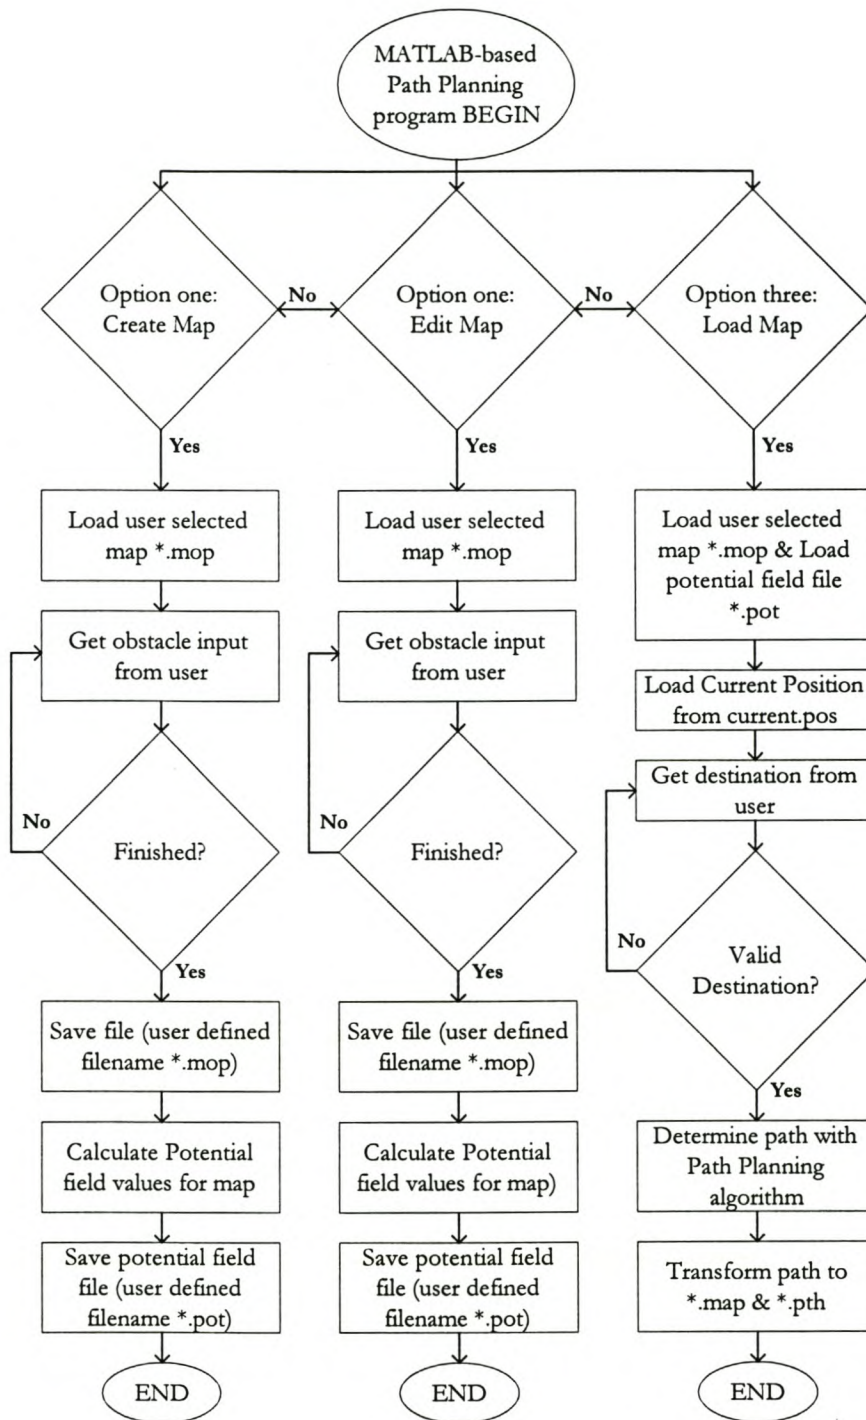 MATLAB-based
Path Planning
program BEGIN
Option one:
Create Map
No
Option one:
Edit Map
No
Option three:
Load Map
Yes
Yes
Yes
Load user selected
map *.mop
Load user selected
map *.mop
Load user selected
map *.mop & Load
potential field file
*.pot
Get obstacle input
from user
Get obstacle input
from user
Load Current Position
from current.pos
Get destination from
user
No
Finished?
No
Finished?
No
Valid
Destination?
Yes
Yes
Yes
Save file (user defined
filename *.mop)
Save file (user defined
filename *.mop)
Determine path with
Path Planning
algorithm
Calculate Potential
field values for map
Calculate Potential
field values for map)
Transform path to
*.map & *.pth
Save potential field
file (user defined
filename *.pot)
Save potential field
file (user defined
filename *.pot)
END
END
END